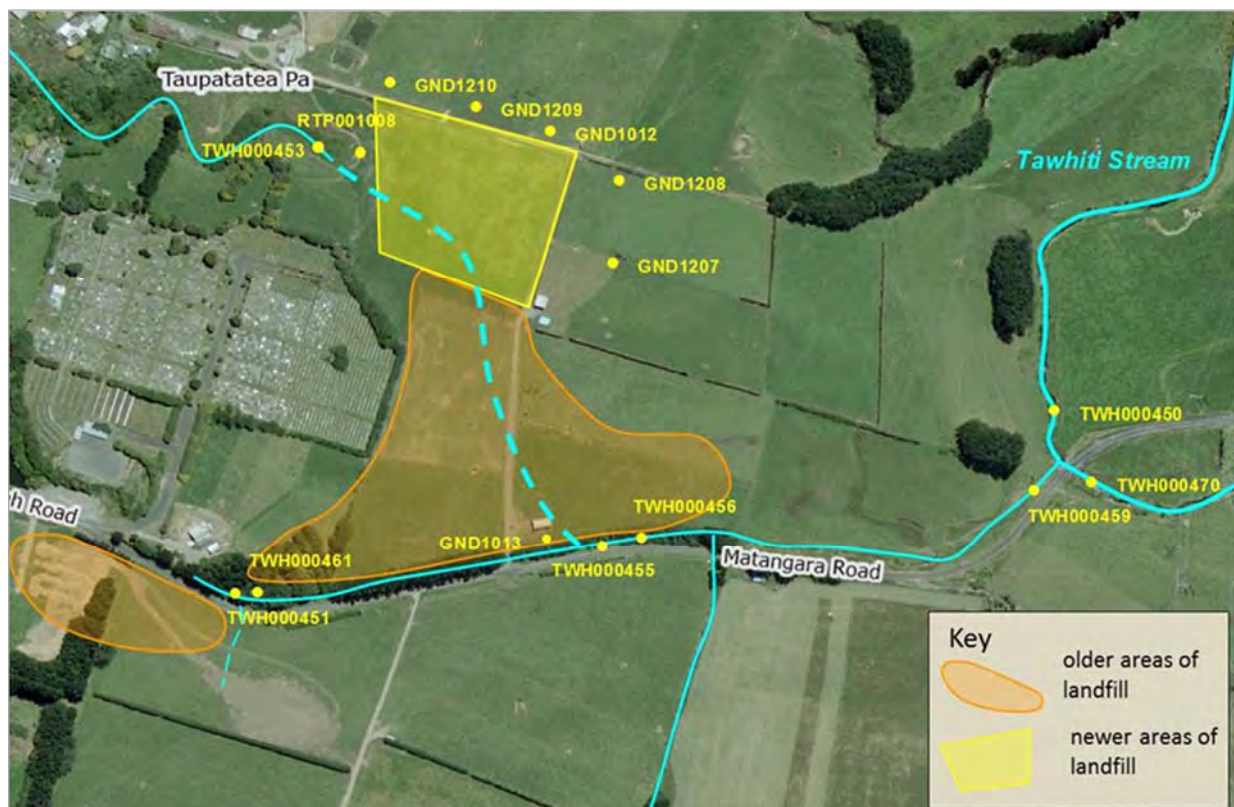 Taupatatea Pa
GND1210
GND1209
RTP001008
GND1012
TWH000453
Tawhiti Stream
GND1208
GND1207
TWH000450
TWH000470
TWH000456
TWH000459
h Road
GND1013
TWH000461
TWH000455
Matangara Road
TWH000451
Key
older areas of
landfill
newer areas of
landfill